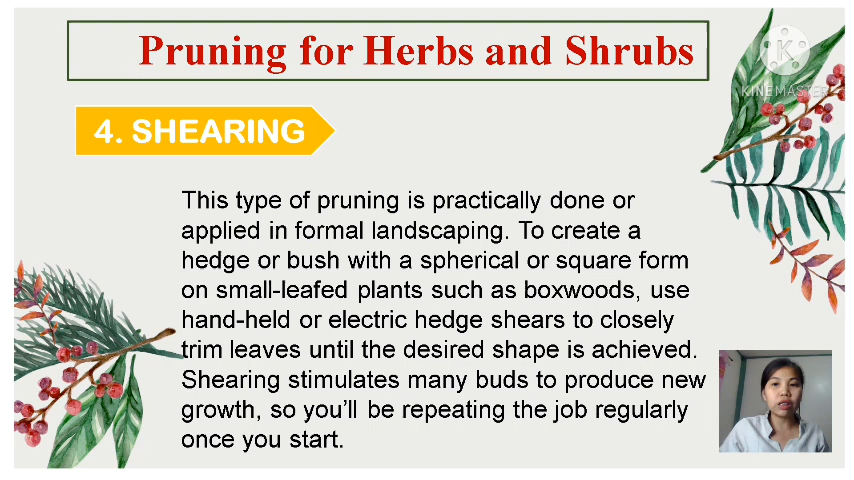 Pruning for Herbs and Shrubs
K
KINEMASTER
4. SHEARING
This type of pruning is practically done or
applied in formal landscaping. To create a
hedge or bush with a spherical or square form
on small-leafed plants such as boxwoods, use
hand-held or electric hedge shears to closely
trim leaves until the desired shape is achieved.
Shearing stimulates many buds to produce new
growth, so you’ll be repeating the job regularly
once you start.